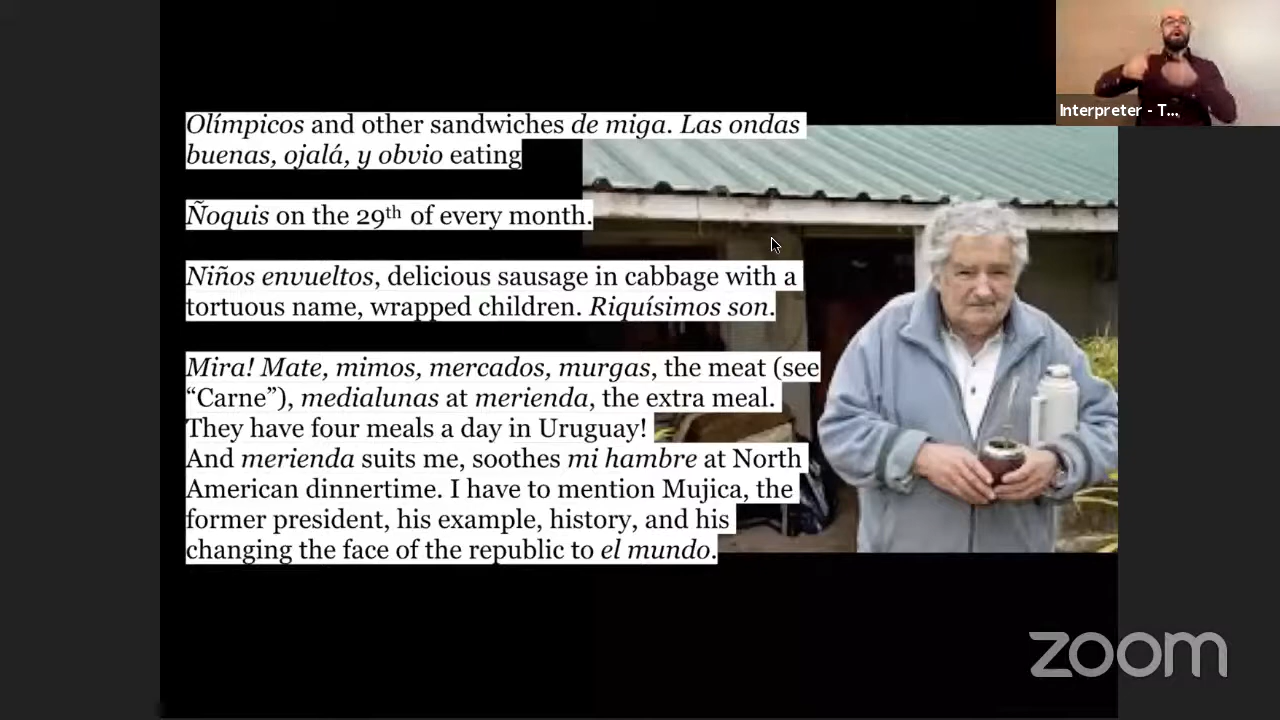 Olímpicos and other sandwiches de miga. Las ondas
buenas, ojalá, y obvio eating
Ñoquis on the 29th of every month.
Niños envueltos, delicious sausage in cabbage with a
tortuous name, wrapped children. Riquísimos son.
Mira! Mate, mimos, mercados, murgas, the meat (see
“Carne”), medialunas at merienda, the extra meal.
They have four meals a day in Uruguay!
And merienda suits me, soothes mi hambre at North
American dinnertime. I have to mention Mujica, the
former president, his example, history, and his
changing the face of the republic to el mundo.
Interpreter - T...
zoom